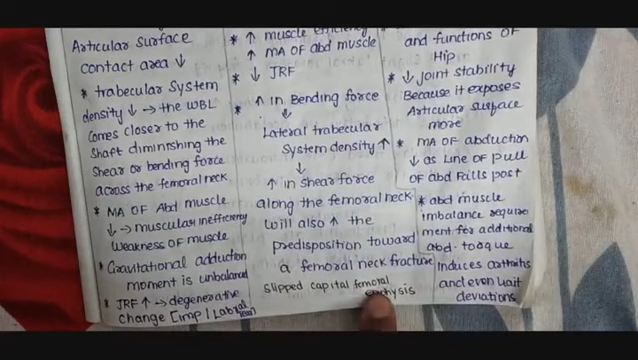 Articular Surface
contact area ↓
* trabecular System
density ↓ → the WBL
comes closer to the
Shaft diminshing the
Shear or bending force
across the femoral neck
* MA OF Abd muscle
↓ → muscular inefficiency
Weakness OF muscle
* Gravitational adduction
moment is unbalanced
* JRF ↑ → degenerative
change [imp | Labral
* ↑ muscle efficiency
↑ MA OF abd muscle
* ↓ JRF
* ↑ in Bending force
↓
Lateral trabecular
System density ↑
↓
↑ in shear force
along the femoral neck
will also ↑ the
predisposition toward
a femoral neck fracture
Slipped capital femoral
and functions OF
Hip
* ↓ Joint stability
Because it exposes
Articular surface
more
* MA OF abduction
↓ as Line OF pull
OF abd Falls post
* abd muscle
imbalance require
ment for additional
abd-toque
Induces
and even
deviations